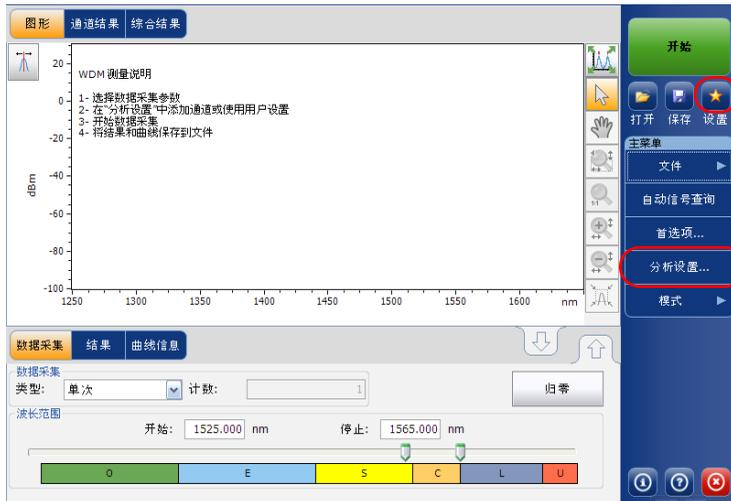 图形 通道结果 综合结果
20
0
-20
-40
-60
-80
-100
dBm
WDM 测量说明
1- 选择数据采集参数
2- 在“分析设置”中添加通道或使用用户设置
3- 开始数据采集
4- 将结果和曲线保存到文件
1250 1300 1350 1400 1450 1500 1550 1600 nm
1:1
开始
打开 保存 设置
主菜单
文件
自动信号查询
首选项...
分析设置...
模式
数据采集 结果 曲线信息
数据采集
类型: 单次 计数: 1
归零
波长范围
开始: 1525.000 nm 停止: 1565.000 nm
O E S C L U